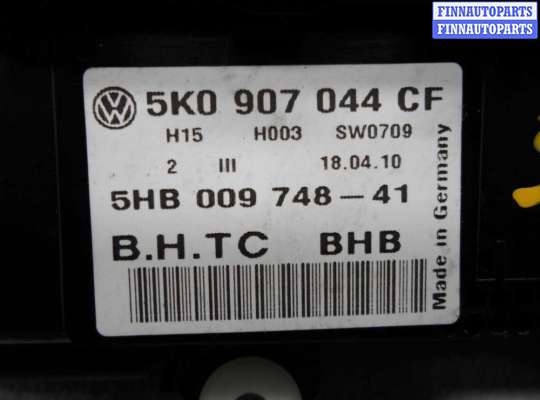 FINNAUTOPARTS
FINNAUTOPARTS
5K0 907 044 CF
H15 H003 SW0709
2 III 18.04.10
5HB 009 748-41
B.H.TC BHB
Made in Germany